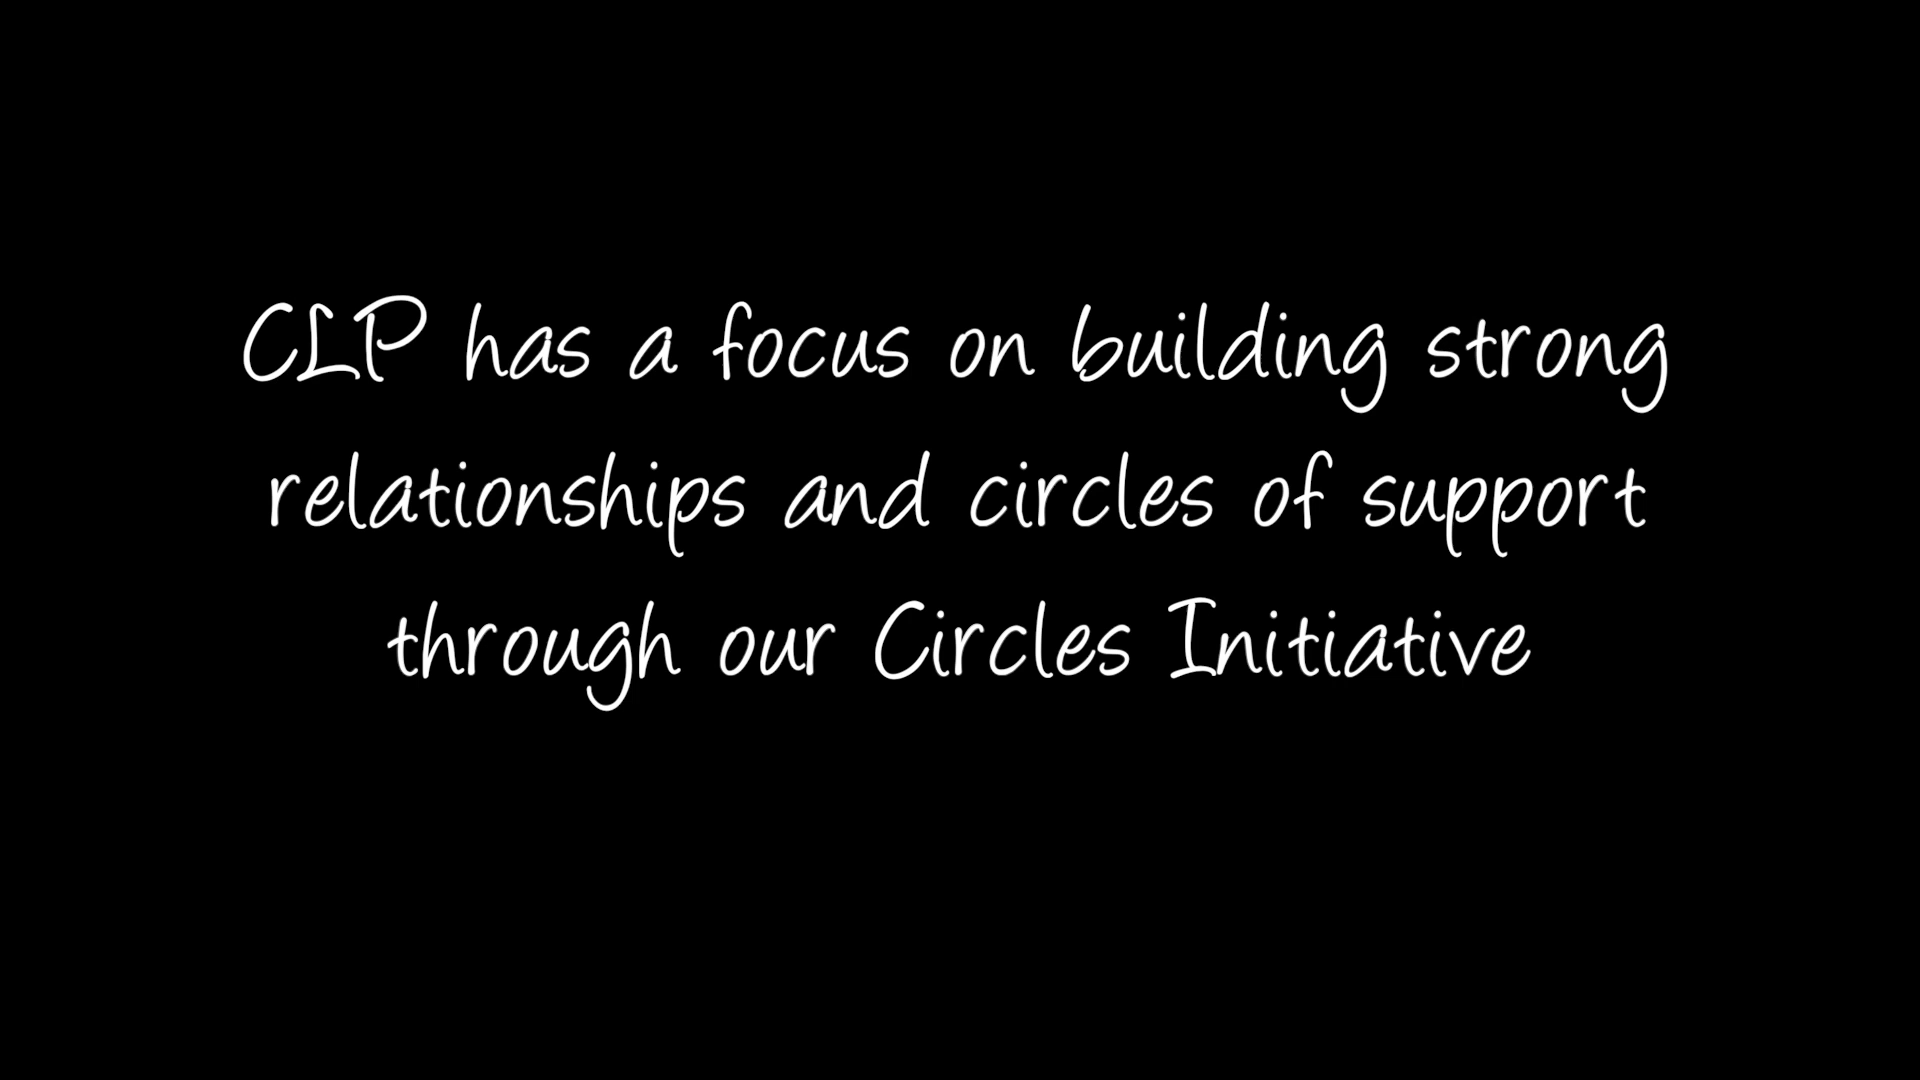 CLP has a focus on building strong
relationships and circles of support
through our Circles Initiative